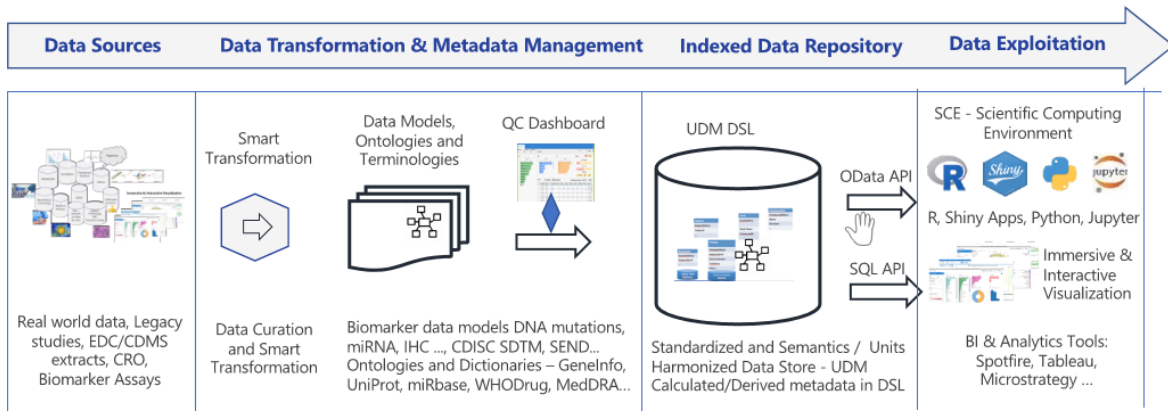 Data Sources
Data Transformation & Metadata Management
Indexed Data Repository
Data Exploitation
Smart
Transformation
Data Models,
Ontologies and
Terminologies
QC Dashboard
UDM DSL
SCE - Scientific Computing
Environment
OData API
R
Shiny
jupyter
R, Shiny Apps, Python, Jupyter
SQL API
Immersive &
Interactive
Visualization
Real world data, Legacy
studies, EDC/CDMS
extracts, CRO,
Biomarker Assays
Data Curation
and Smart
Transformation
Biomarker data models DNA mutations,
miRNA, IHC ..., CDISC SDTM, SEND...
Ontologies and Dictionaries – GeneInfo,
UniProt, miRbase, WHODrug, MedDRA...
Standardized and Semantics / Units
Harmonized Data Store - UDM
Calculated/Derived metadata in DSL
BI & Analytics Tools:
Spotfire, Tableau,
Microstrategy ...